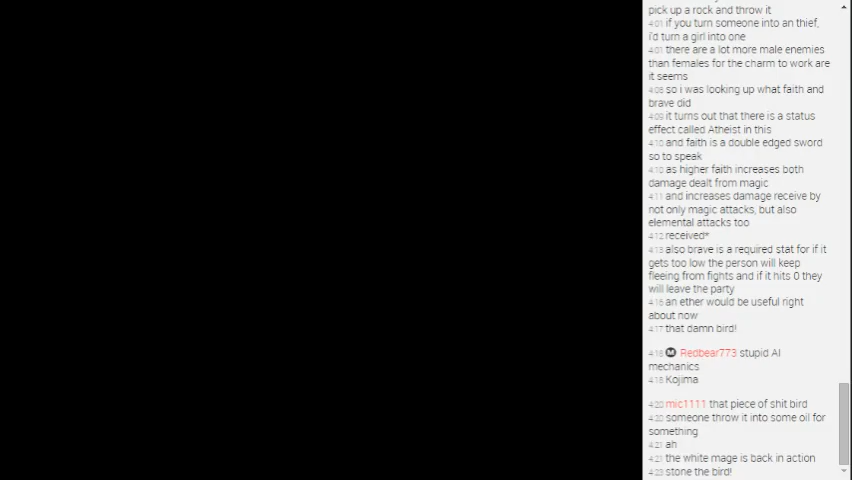 pick up a rock and throw it
4:01 if you turn someone into an thief,
i'd turn a girl into one
4:01 there are a lot more male enemies
than females for the charm to work are
it seems
4:08 so i was looking up what faith and
brave did
4:09 it turns out that there is a status
effect called Atheist in this
4:10 and faith is a double edged sword
so to speak
4:10 as higher faith increases both
damage dealt from magic
4:11 and increases damage receive by
not only magic attacks, but also
elemental attacks too
4:12 received*
4:13 also brave is a required stat for if it
gets too low the person will keep
fleeing from fights and if it hits 0 they
will leave the party
4:16 an ether would be useful right
about now
4:17 that damn bird!
4:18 M Redbear773 stupid AI
mechanics
4:18 Kojima
4:20 mic1111 that piece of shit bird
4:20 someone throw it into some oil for
something
4:21 ah
4:21 the white mage is back in action
4:23 stone the bird!